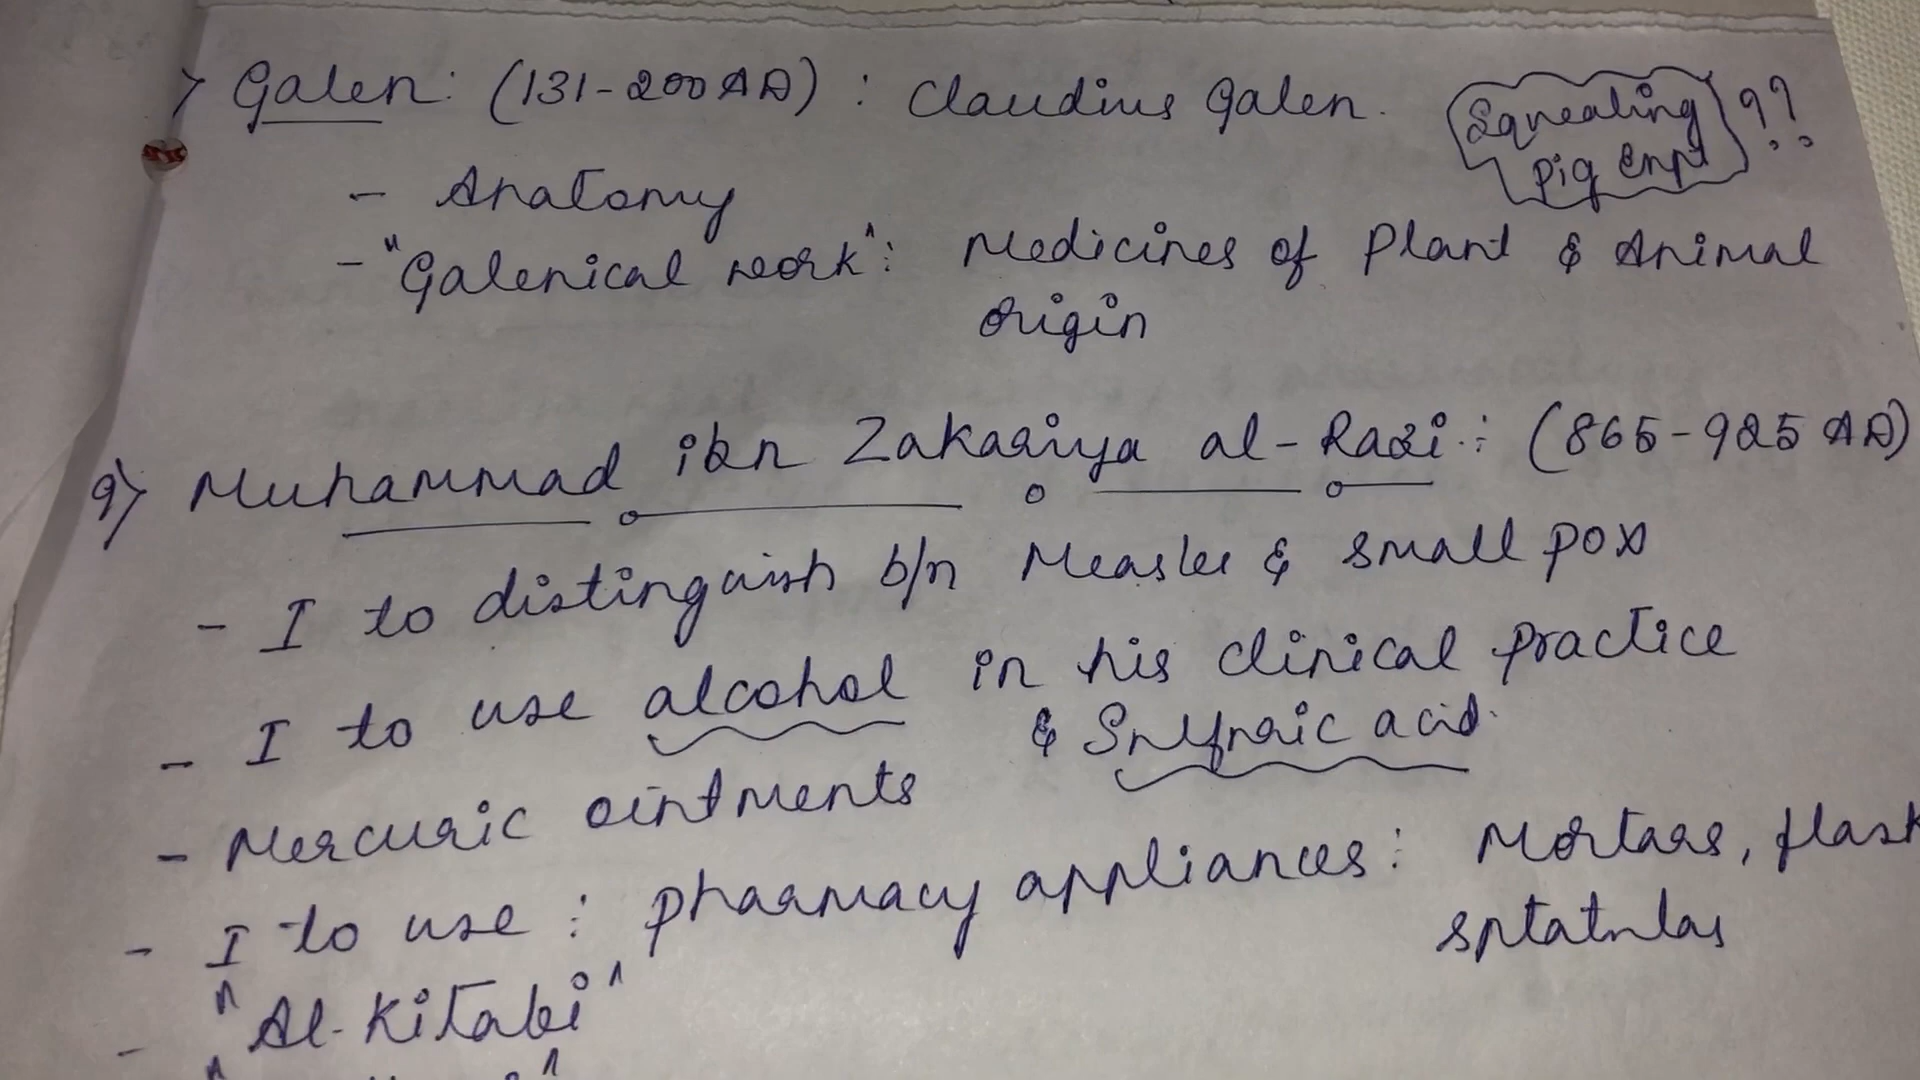 > Galen: (131-200 AD) : Claudius Galen.
Squealing ??
Pig Expt
- Anatomy
- "Galenical work": Medicines of Plant & Animal
origin
9> Muhammad ibn Zakariya al-Razi : (865-925 AD)
- I to distinguish b/n Measles & small pox
- I to use alcohol in his clinical practice
& Sulfuric acid.
- Mercuric ointments
- I to use : pharmacy appliances : Mortars, flask
sptatulas
- "Al-Kitabi"